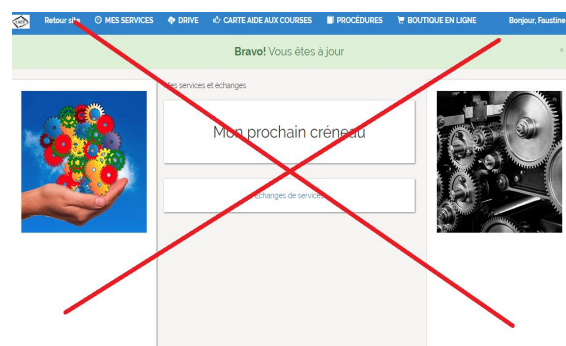 Retour site MES SERVICES DRIVE CARTE AIDE AUX COURSES PROCÉDURES BOUTIQUE EN LIGNE Bonjour, Faustine
Bravo! Vous êtes à jour
Mes services et échanges
Mon prochain créneau
échanges de services